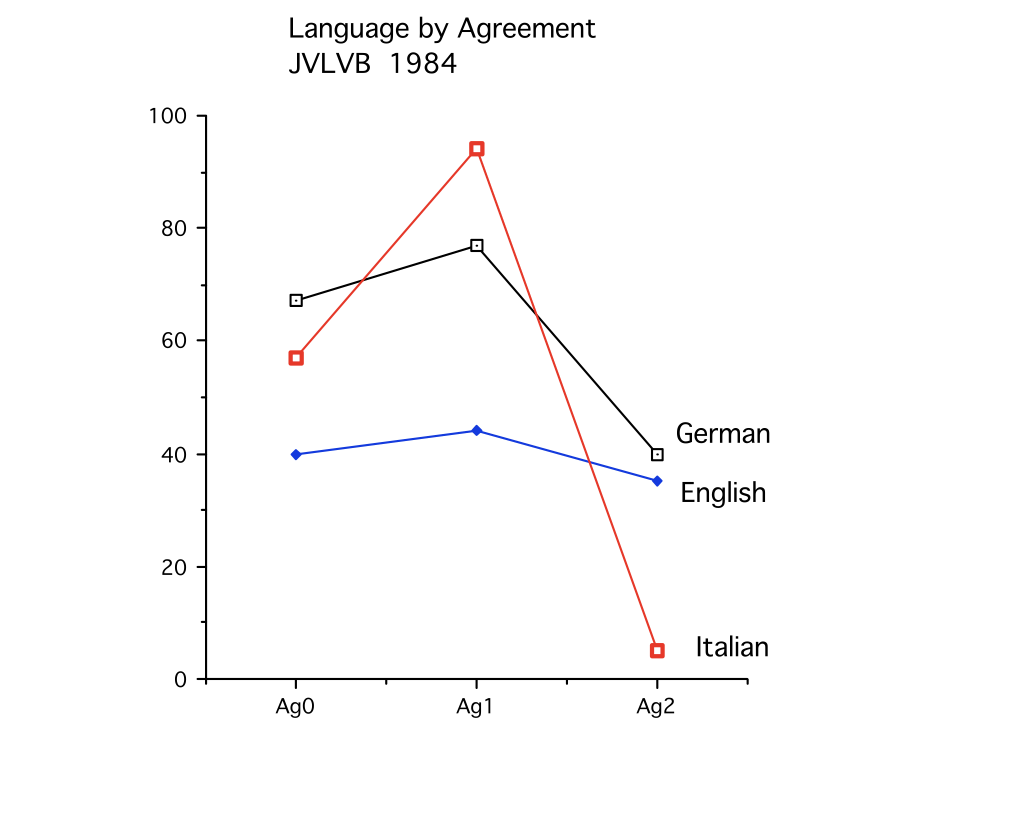 Language by Agreement
JVLVB 1984
100
80
60
40
20
0
Ag0 Ag1 Ag2
German
English
Italian